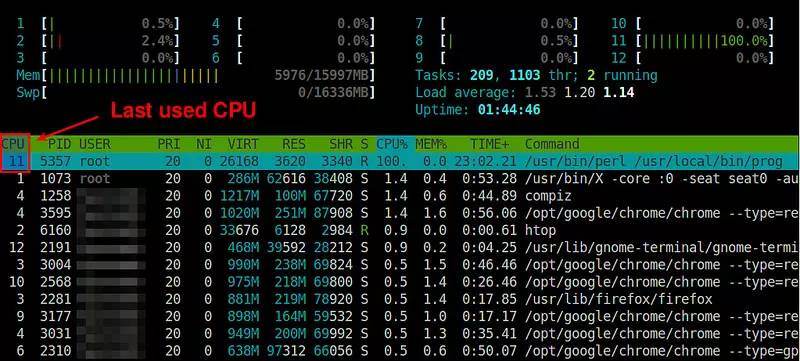 1 [| 0.5%] 4 [ 0.0%] 7 [ 0.0%] 10 [ 0.0%]
2 [|| 2.4%] 5 [ 0.0%] 8 [| 0.5%] 11 [||||||||||100.0%]
3 [ 0.0%] 6 [ 0.0%] 9 [ 0.0%] 12 [ 0.0%]
Mem[||||||||||||||||||||| 5976/15997MB] Tasks: 209, 1103 thr; 2 running
Swp[ 0/16336MB] Load average: 1.53 1.20 1.14
Uptime: 01:44:46
Last used CPU
CPU PID USER PRI NI VIRT RES SHR S CPU% MEM% TIME+ Command
11 5357 root 20 0 26168 3620 3340 R 100. 0.0 23:02.21 /usr/bin/perl /usr/local/bin/prog
1 1073 root 20 0 286M 62616 38408 S 1.4 0.4 0:53.28 /usr/bin/X -core :0 -seat seat0 -au
4 1258 20 0 1217M 100M 67720 S 1.4 0.6 0:44.89 compiz
4 3595 20 0 1020M 251M 87908 S 1.4 1.6 0:56.06 /opt/google/chrome/chrome --type=re
2 6160 20 0 33676 6128 2984 R 0.9 0.0 0:00.61 htop
12 2191 20 0 468M 39592 28212 S 0.9 0.2 0:04.25 /usr/lib/gnome-terminal/gnome-termi
3 3004 20 0 990M 238M 69824 S 0.5 1.5 0:46.46 /opt/google/chrome/chrome --type=re
10 2568 20 0 975M 218M 69800 S 0.5 1.4 0:26.46 /opt/google/chrome/chrome --type=re
3 2281 20 0 881M 219M 78920 S 0.5 1.4 0:17.85 /usr/lib/firefox/firefox
9 3177 20 0 898M 164M 59532 S 0.5 1.0 0:17.17 /opt/google/chrome/chrome --type=re
4 3031 20 0 949M 200M 69992 S 0.5 1.3 0:35.41 /opt/google/chrome/chrome --type=re
6 2310 20 0 638M 97312 66056 S 0.5 0.6 0:50.07 /opt/google/chrome/chrome --type=gp